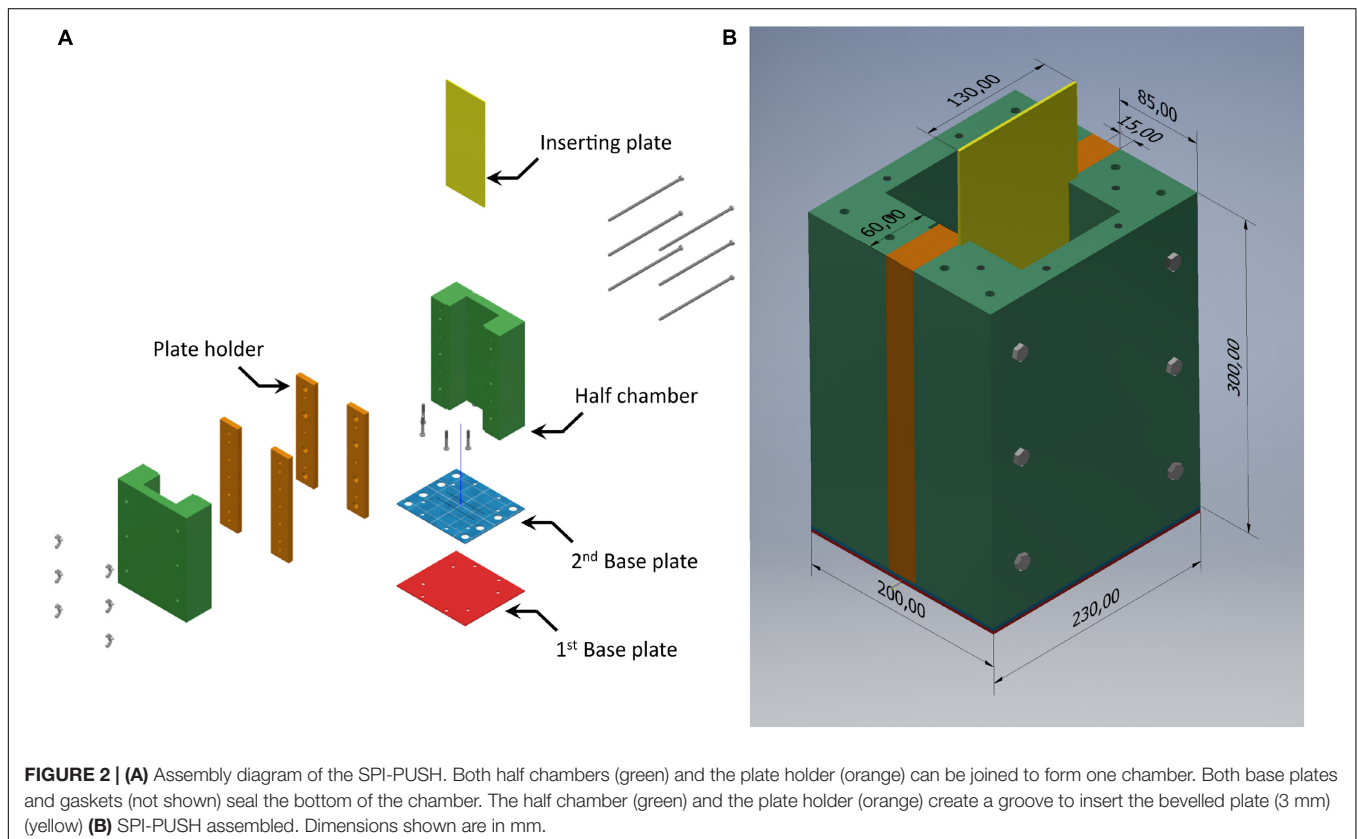 A
B
Inserting plate
Plate holder
Half chamber
2nd Base plate
1st Base plate
130,00
85,00
15,00
60,00
300,00
200,00
230,00
FIGURE 2 | (A) Assembly diagram of the SPI-PUSH. Both half chambers (green) and the plate holder (orange) can be joined to form one chamber. Both base plates
and gaskets (not shown) seal the bottom of the chamber. The half chamber (green) and the plate holder (orange) create a groove to insert the bevelled plate (3 mm)
(yellow) (B) SPI-PUSH assembled. Dimensions shown are in mm.